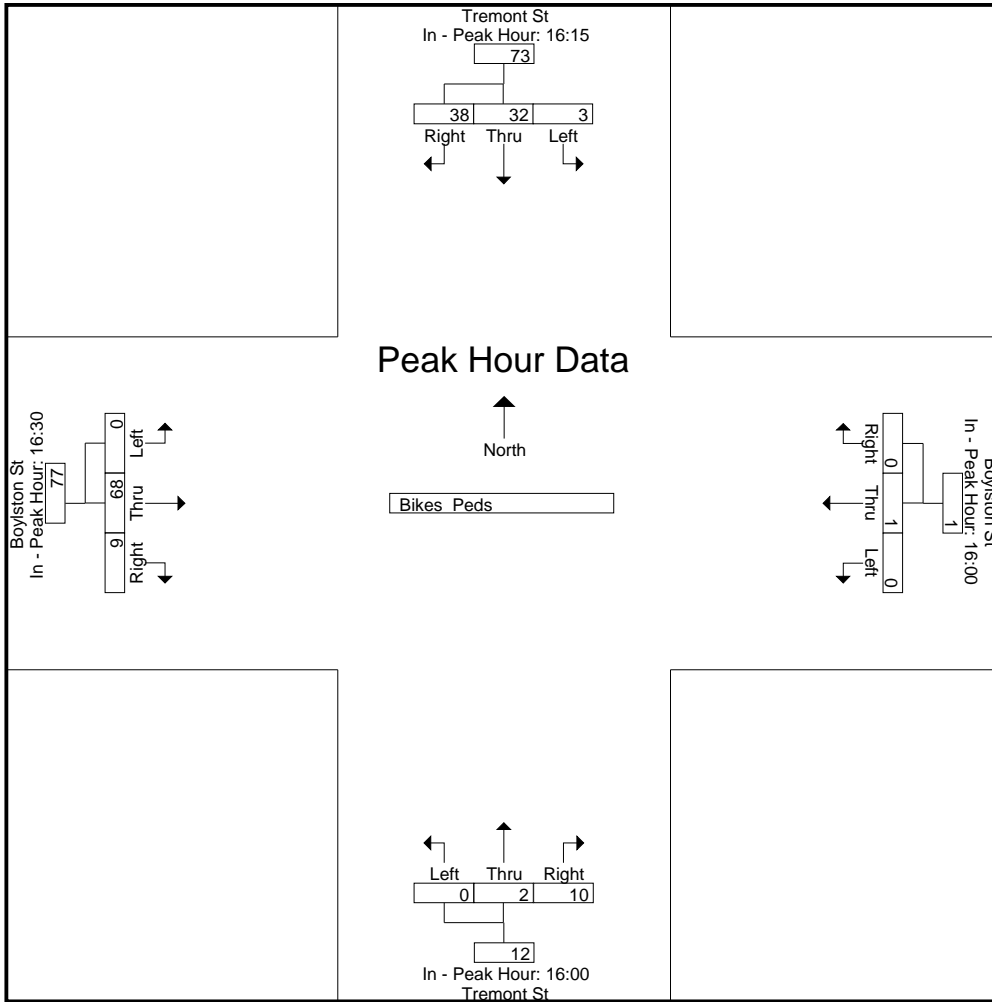 Tremont St
In - Peak Hour: 16:15
73
38 32 3
Right Thru Left
Peak Hour Data
North
Bikes Peds
Boylston St
In - Peak Hour: 16:30
77
0 68 9
Left Thru Right
Boylston St
In - Peak Hour: 16:00
1
0 1 0
Right Thru Left
Left Thru Right
0 2 10
12
In - Peak Hour: 16:00
Tremont St